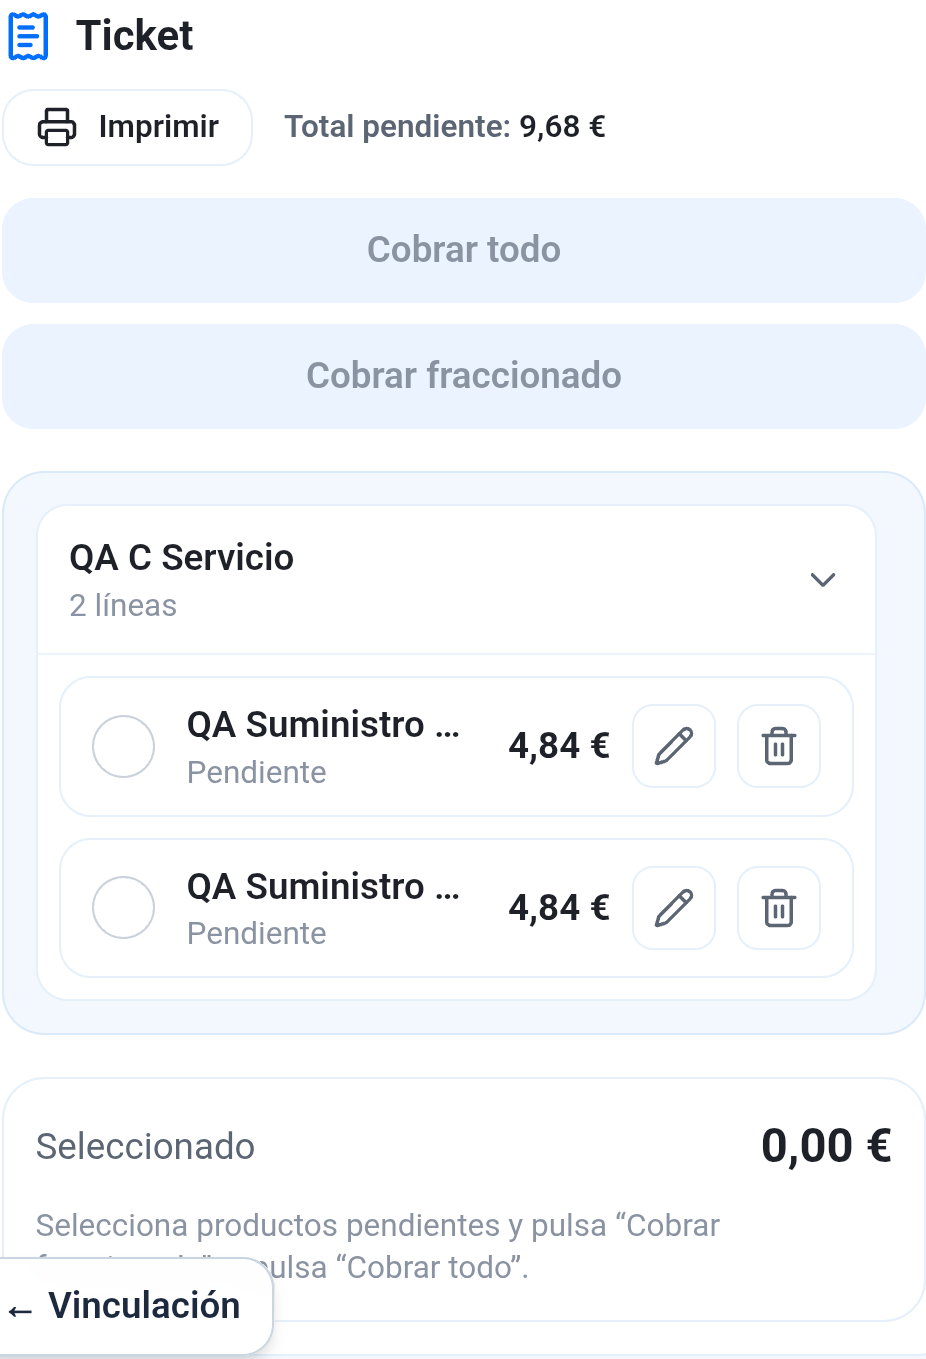 Ticket
Imprimir
Total pendiente: 9,68 €
Cobrar todo
Cobrar fraccionado
QA C Servicio
2 líneas
QA Suministro ...
Pendiente
4,84 €
QA Suministro ...
Pendiente
4,84 €
Seleccionado
0,00 €
Selecciona productos pendientes y pulsa “Cobrar
pulsa “Cobrar todo”.
← Vinculación